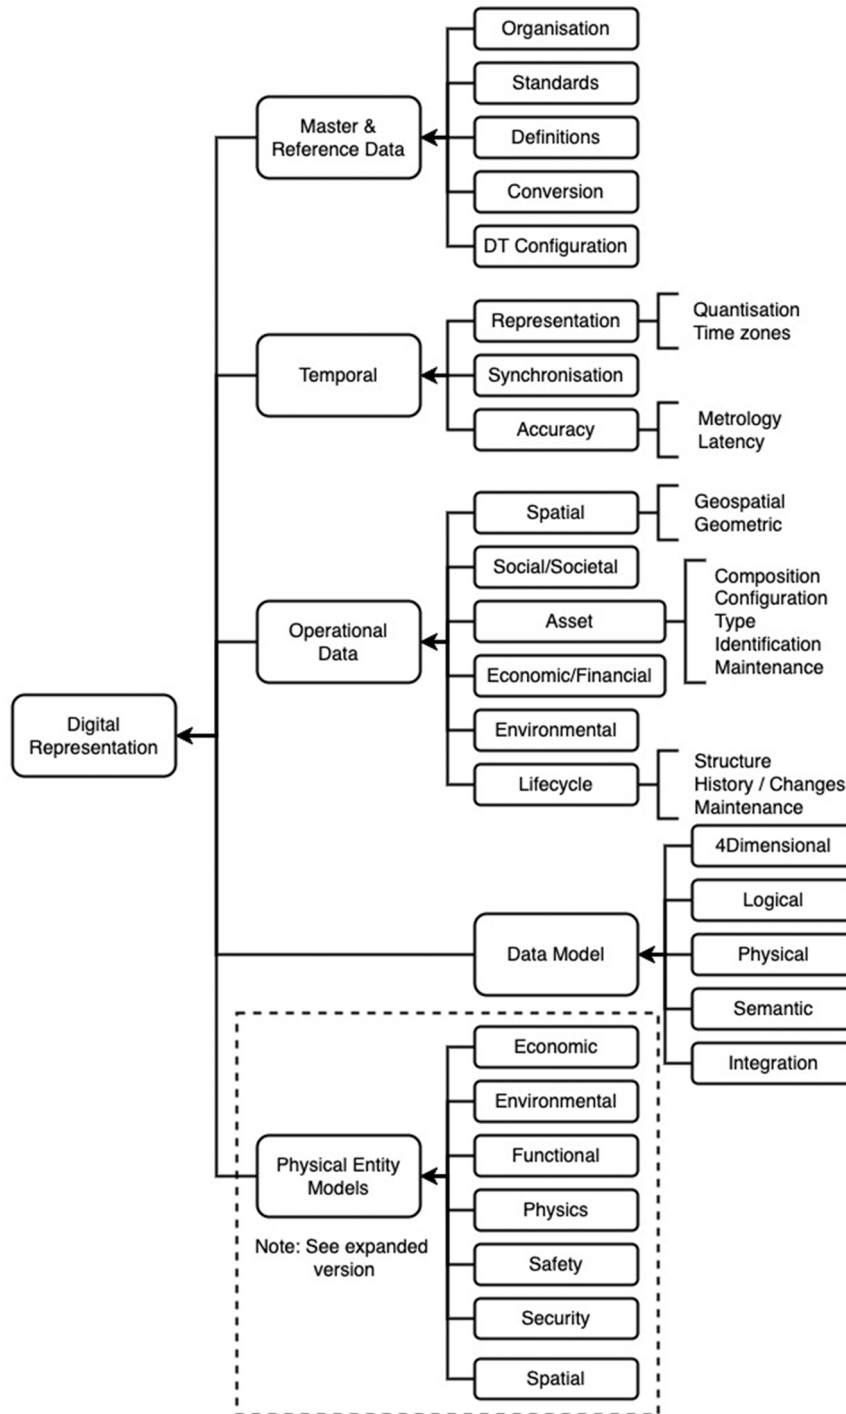 Organisation
Standards
Master &
Reference Data
Definitions
Conversion
DT Configuration
Representation
Quantisation
Time zones
Temporal
Synchronisation
Accuracy
Metrology
Latency
Spatial
Geospatial
Geometric
Social/Societal
Operational
Data
Asset
Composition
Configuration
Type
Identification
Maintenance
Economic/Financial
Environmental
Lifecycle
Structure
History / Changes
Maintenance
Digital
Representation
Data Model
4Dimensional
Logical
Physical
Semantic
Integration
Physical Entity
Models
Note: See expanded
version
Economic
Environmental
Functional
Physics
Safety
Security
Spatial